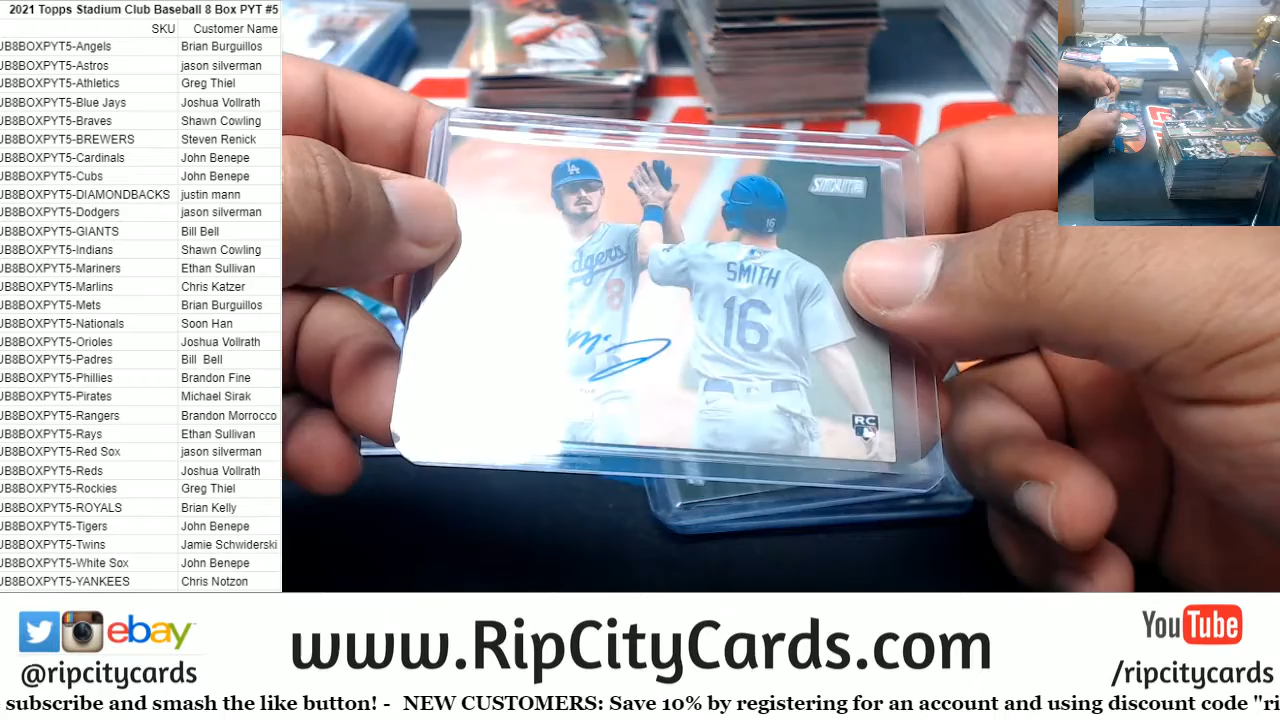 2021 Topps Stadium Club Baseball 8 Box PYT #5
SKU Customer Name
JB8BOXPYT5-Angels Brian Burguillos
JB8BOXPYT5-Astros jason silverman
JB8BOXPYT5-Athletics Greg Thiel
JB8BOXPYT5-Blue Jays Joshua Vollrath
JB8BOXPYT5-Braves Shawn Cowling
JB8BOXPYT5-BREWERS Steven Renick
JB8BOXPYT5-Cardinals John Benepe
JB8BOXPYT5-Cubs John Benepe
JB8BOXPYT5-DIAMONDBACKS justin mann
JB8BOXPYT5-Dodgers jason silverman
JB8BOXPYT5-GIANTS Bill Bell
JB8BOXPYT5-Indians Shawn Cowling
JB8BOXPYT5-Mariners Ethan Sullivan
JB8BOXPYT5-Marlins Chris Katzer
JB8BOXPYT5-Mets Brian Burguillos
JB8BOXPYT5-Nationals Soon Han
JB8BOXPYT5-Orioles Joshua Vollrath
JB8BOXPYT5-Padres Bill Bell
JB8BOXPYT5-Phillies Brandon Fine
JB8BOXPYT5-Pirates Michael Sirak
JB8BOXPYT5-Rangers Brandon Morrocco
JB8BOXPYT5-Rays Ethan Sullivan
JB8BOXPYT5-Red Sox jason silverman
JB8BOXPYT5-Reds Joshua Vollrath
JB8BOXPYT5-Rockies Greg Thiel
JB8BOXPYT5-ROYALS Brian Kelly
JB8BOXPYT5-Tigers John Benepe
JB8BOXPYT5-Twins Jamie Schwiderski
JB8BOXPYT5-White Sox John Benepe
JB8BOXPYT5-YANKEES Chris Notzon
LA
16
SMITH
16
8
RC
ebay
@ripcitycards
www.RipCityCards.com
YouTube
/ripcitycards
subscribe and smash the like button! - NEW CUSTOMERS: Save 10% by registering for an account and using discount code "ri